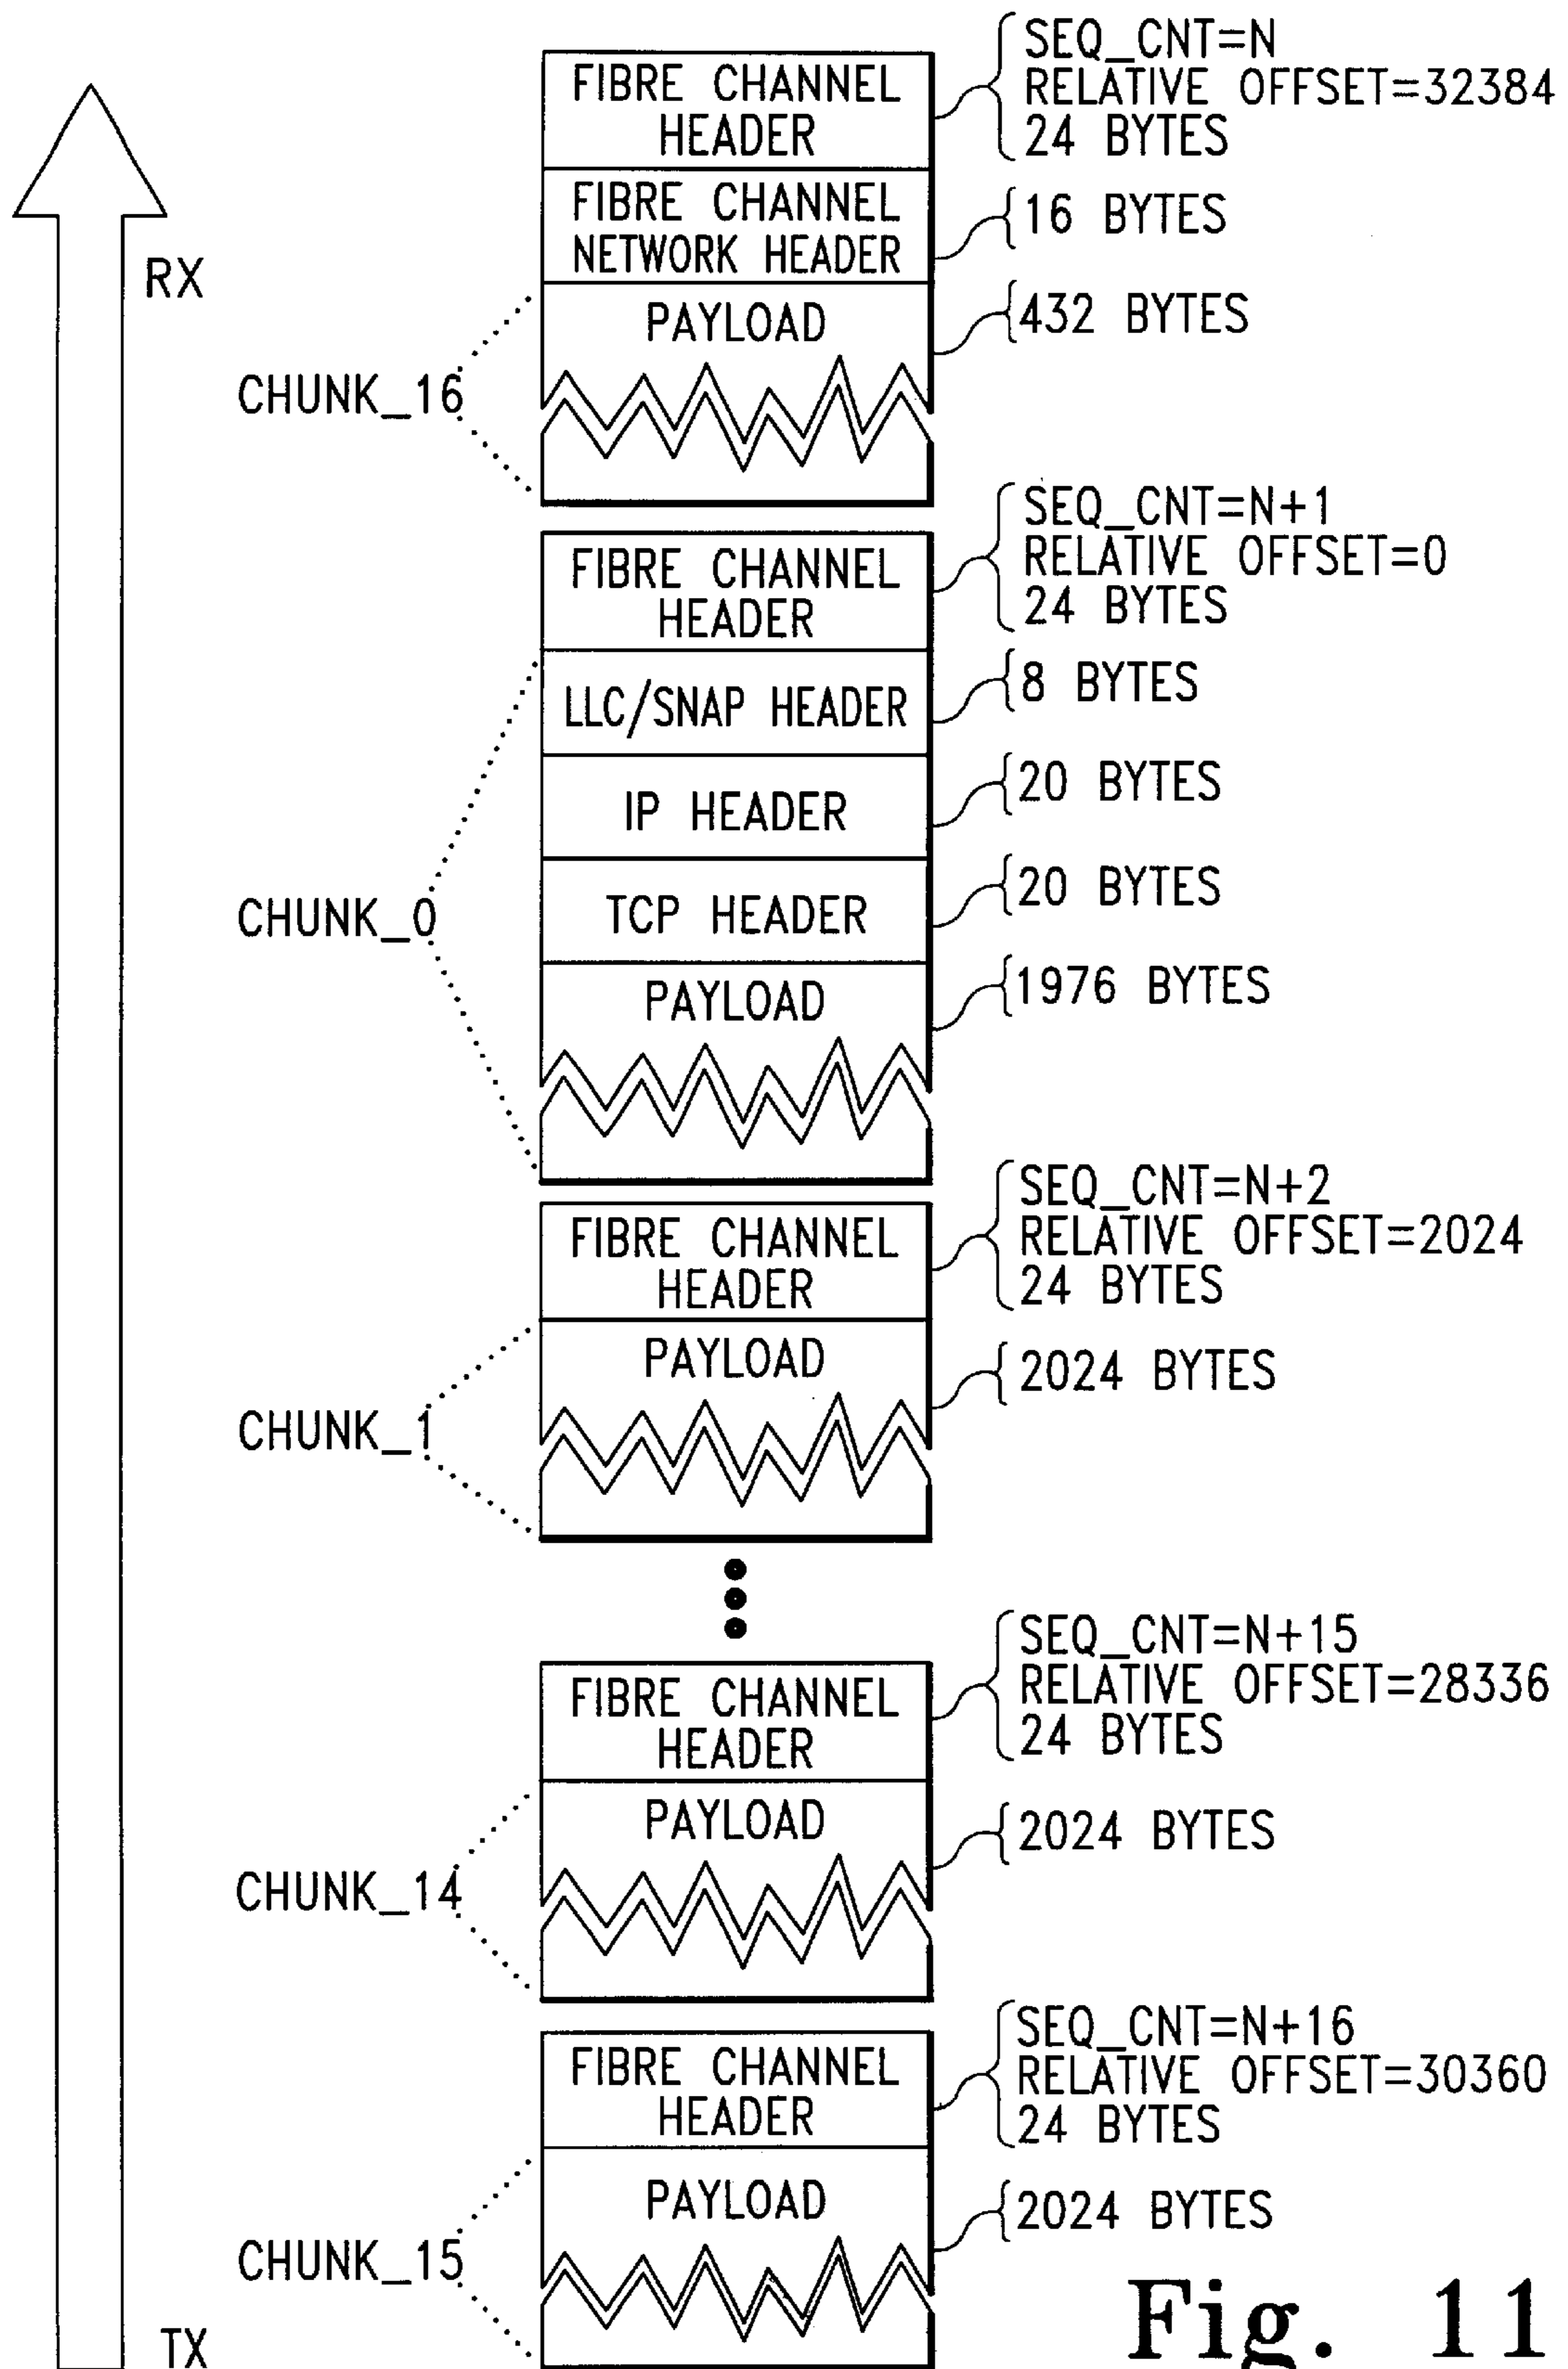 FIBRE CHANNEL
HEADER
SEQ_CNT=N
RELATIVE OFFSET=32384
24 BYTES
FIBRE CHANNEL
NETWORK HEADER
16 BYTES
RX
PAYLOAD
432 BYTES
CHUNK_16
FIBRE CHANNEL
HEADER
SEQ_CNT=N+1
RELATIVE OFFSET=0
24 BYTES
LLC/SNAP HEADER
8 BYTES
IP HEADER
20 BYTES
TCP HEADER
20 BYTES
CHUNK_0
PAYLOAD
1976 BYTES
FIBRE CHANNEL
HEADER
SEQ_CNT=N+2
RELATIVE OFFSET=2024
24 BYTES
PAYLOAD
2024 BYTES
CHUNK_1
FIBRE CHANNEL
HEADER
SEQ_CNT=N+15
RELATIVE OFFSET=28336
24 BYTES
PAYLOAD
2024 BYTES
CHUNK_14
FIBRE CHANNEL
HEADER
SEQ_CNT=N+16
RELATIVE OFFSET=30360
24 BYTES
PAYLOAD
2024 BYTES
CHUNK_15
TX
Fig. 11